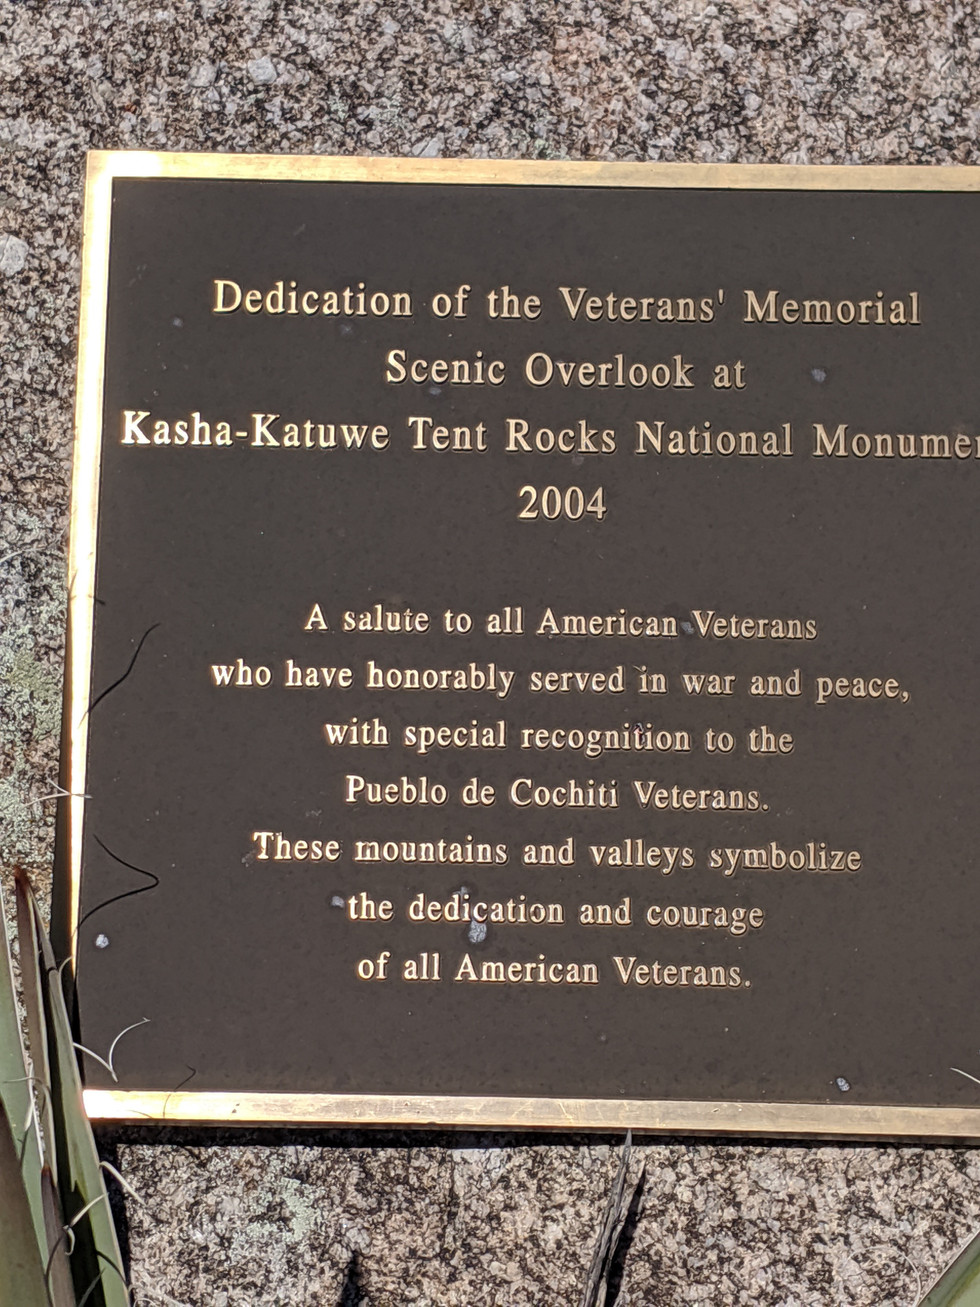 Dedication of the Veterans' Memorial
Scenic Overlook at
Kasha-Katuwe Tent Rocks National Monumen
2004
A salute to all American Veterans
who have honorably served in war and peace,
with special recognition to the
Pueblo de Cochiti Veterans.
These mountains and valleys symbolize
the dedication and courage
of all American Veterans.